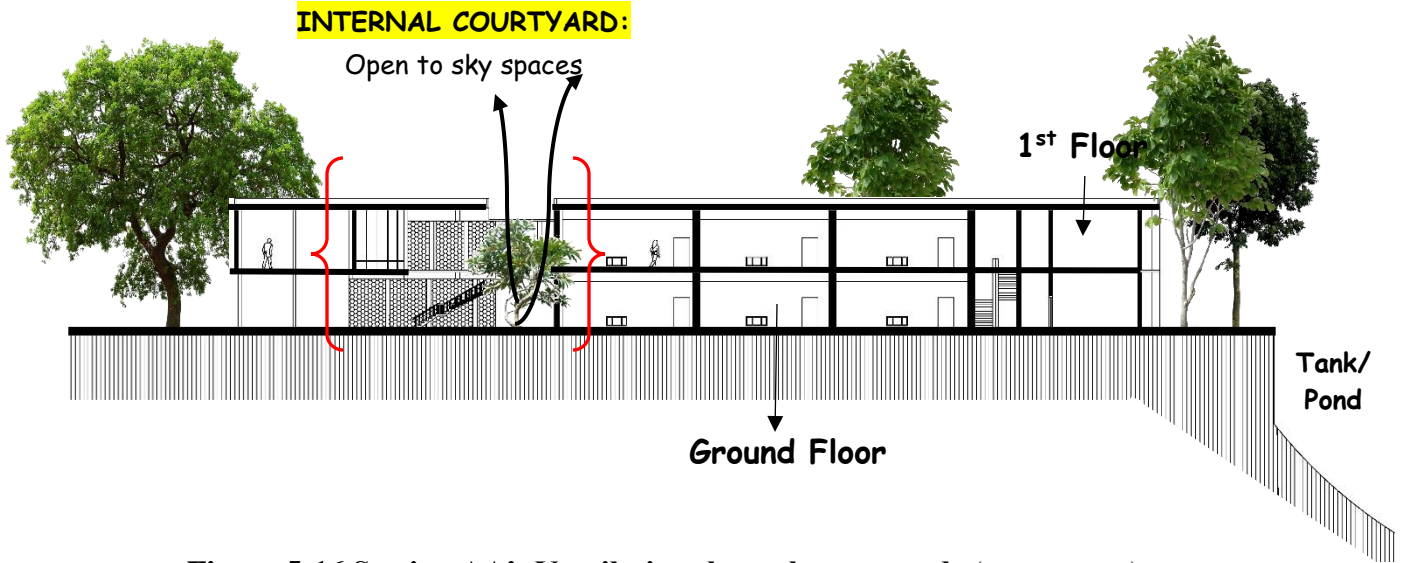 INTERNAL COURTYARD:
Open to sky spaces
1st Floor
Tank/
Pond
Ground Floor